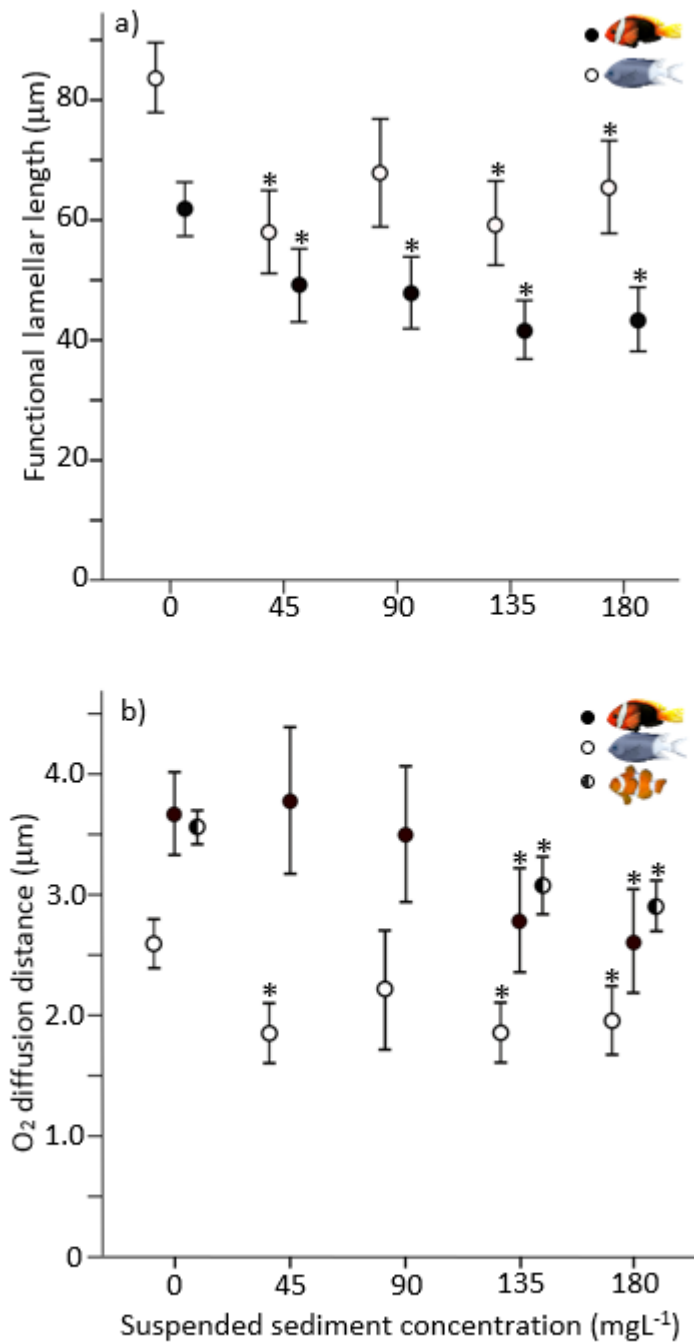 a)
Functional lamellar length (μm)
80
60
40
20
0
* * * * * * *
0 45 90 135 180
b)
O₂ diffusion distance (μm)
4.0
3.0
2.0
1.0
0
* * * * * * *
0 45 90 135 180
Suspended sediment concentration (mgL⁻¹)